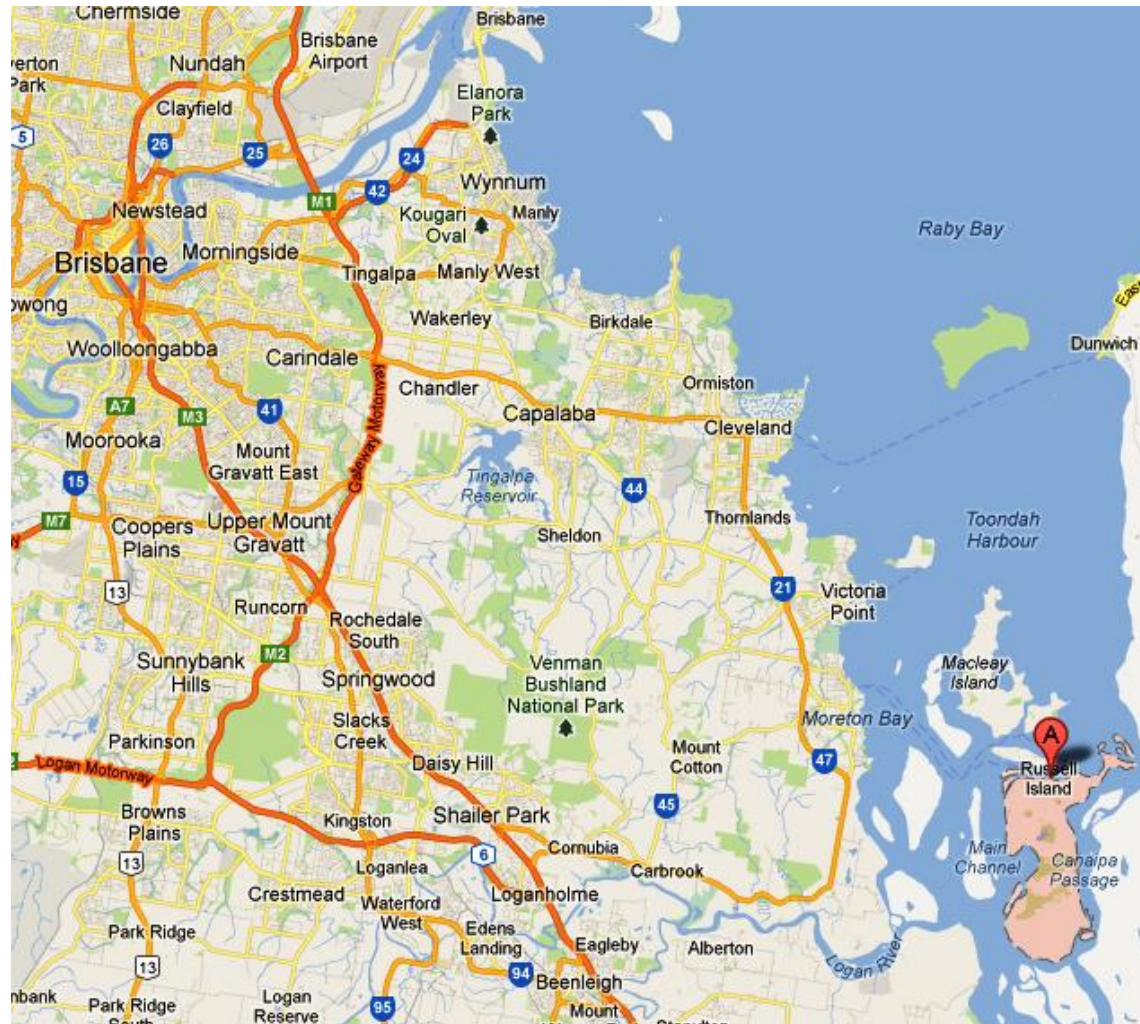 Chermside
Brisbane
Brisbane
Airport
Nundah
Park
Clayfield
Elanora
Park
5
26
25
24
42
Wynnum
M1
Newstead
Kougari
Oval
Manly
Raby Bay
Morningside
Brisbane
Tingalpa
Manly West
Wakerley
Birkdale
Woolloongabba
Carindale
Dunwich
Chandler
Ormiston
A7
M3
41
Capalaba
Cleveland
Moorooka
Mount
Gravatt East
Gateway Motorway
15
Tingalpa
Reservoir
44
M7
Coopers
Plains
Upper Mount
Gravatt
Sheldon
Thornlands
Toondah
Harbour
13
21
Victoria
Point
Runcorn
Rochedale
South
M2
Sunnybank
Hills
Springwood
Venman
Bushland
National Park
Macleay
Island
Slacks
Creek
Moreton Bay
A
Parkinson
Logan Motorway
Daisy Hill
Mount
Cotton
47
Russell
Island
Browns
Plains
Kingston
Shailer Park
45
13
6
Cornubia
Main
Channel
Canaipa
Passage
Loganlea
Carbrook
Crestmead
Waterford
West
Loganholme
Park Ridge
Edens
Landing
Eagleby
Alberton
Logan River
13
94
Beenleigh
Park Ridge
Logan
Reserve
95
Mount